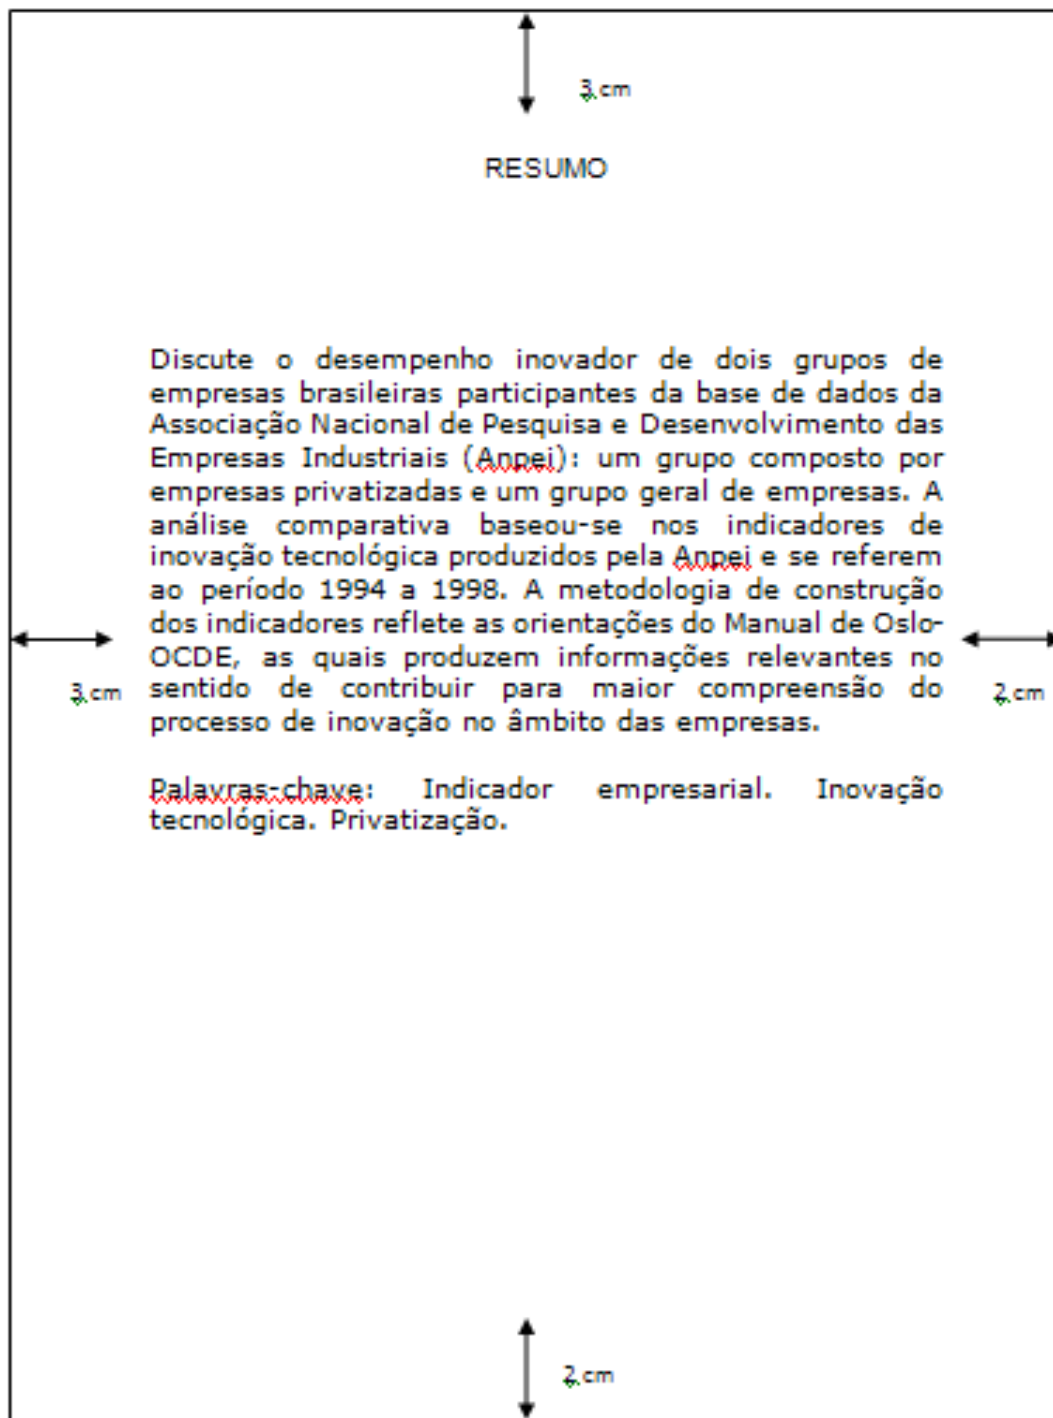 3 cm
RESUMO
Discute o desempenho inovador de dois grupos de
empresas brasileiras participantes da base de dados da
Associação Nacional de Pesquisa e Desenvolvimento das
Empresas Industriais (Anpei): um grupo composto por
empresas privatizadas e um grupo geral de empresas. A
análise comparativa baseou-se nos indicadores de
inovação tecnológica produzidos pela Anpei e se referem
ao período 1994 a 1998. A metodologia de construção
dos indicadores reflete as orientações do Manual de Oslo-
OCDE, as quais produzem informações relevantes no
sentido de contribuir para maior compreensão do
processo de inovação no âmbito das empresas.
3 cm
2 cm
Palavras-chave: Indicador empresarial. Inovação
tecnológica. Privatização.
2 cm